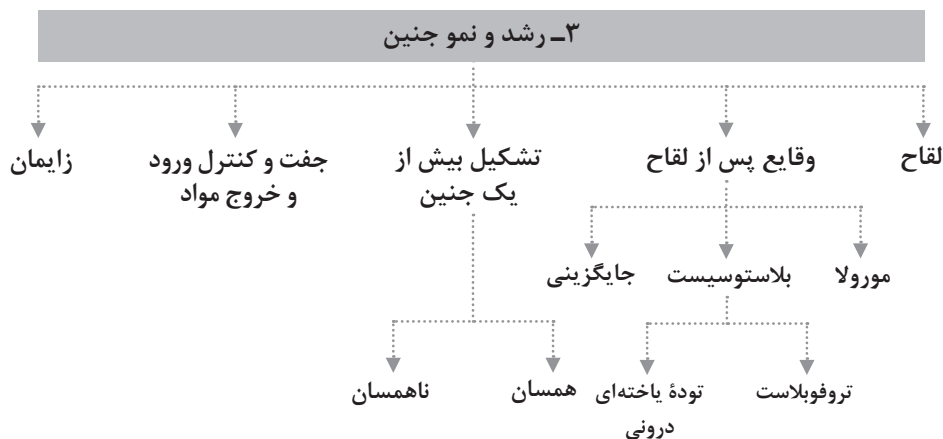 ۳ـ رشد و نمو جنین
لقاح
وقایع پس از لقاح
تشکیل بیش از
یک جنین
جفت و کنترل ورود
و خروج مواد
زایمان
مورولا
بلاستوسیست
جایگزینی
تروفوبلاست
تودهٔ یاخته‌ای
درونی
همسان
ناهمسان